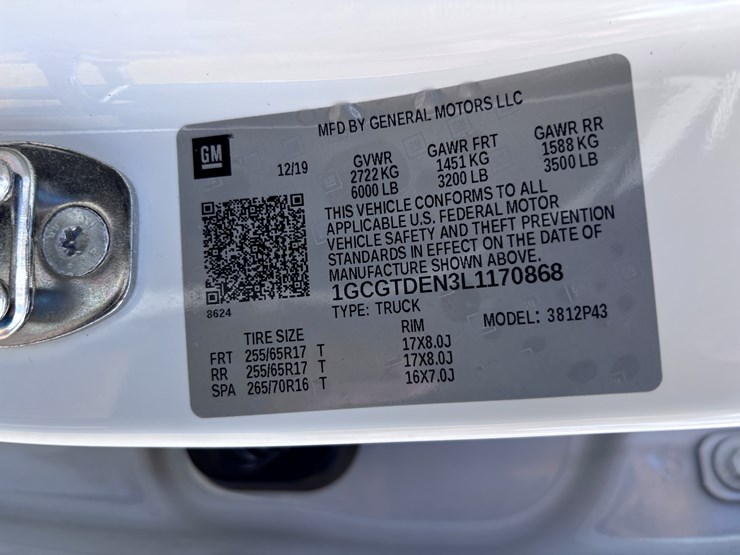 MFD BY GENERAL MOTORS LLC
GM
12/19
GVWR GAWR FRT GAWR RR
2722 KG 1451 KG 1588 KG
6000 LB 3200 LB 3500 LB
THIS VEHICLE CONFORMS TO ALL
APPLICABLE U.S. FEDERAL MOTOR
VEHICLE SAFETY AND THEFT PREVENTION
STANDARDS IN EFFECT ON THE DATE OF
MANUFACTURE SHOWN ABOVE.
1GCGTDEN3L1170868
8624
TYPE: TRUCK MODEL: 3812P43
TIRE SIZE RIM
FRT 255/65R17 T 17X8.0J
RR 255/65R17 T 17X8.0J
SPA 265/70R16 T 16X7.0J